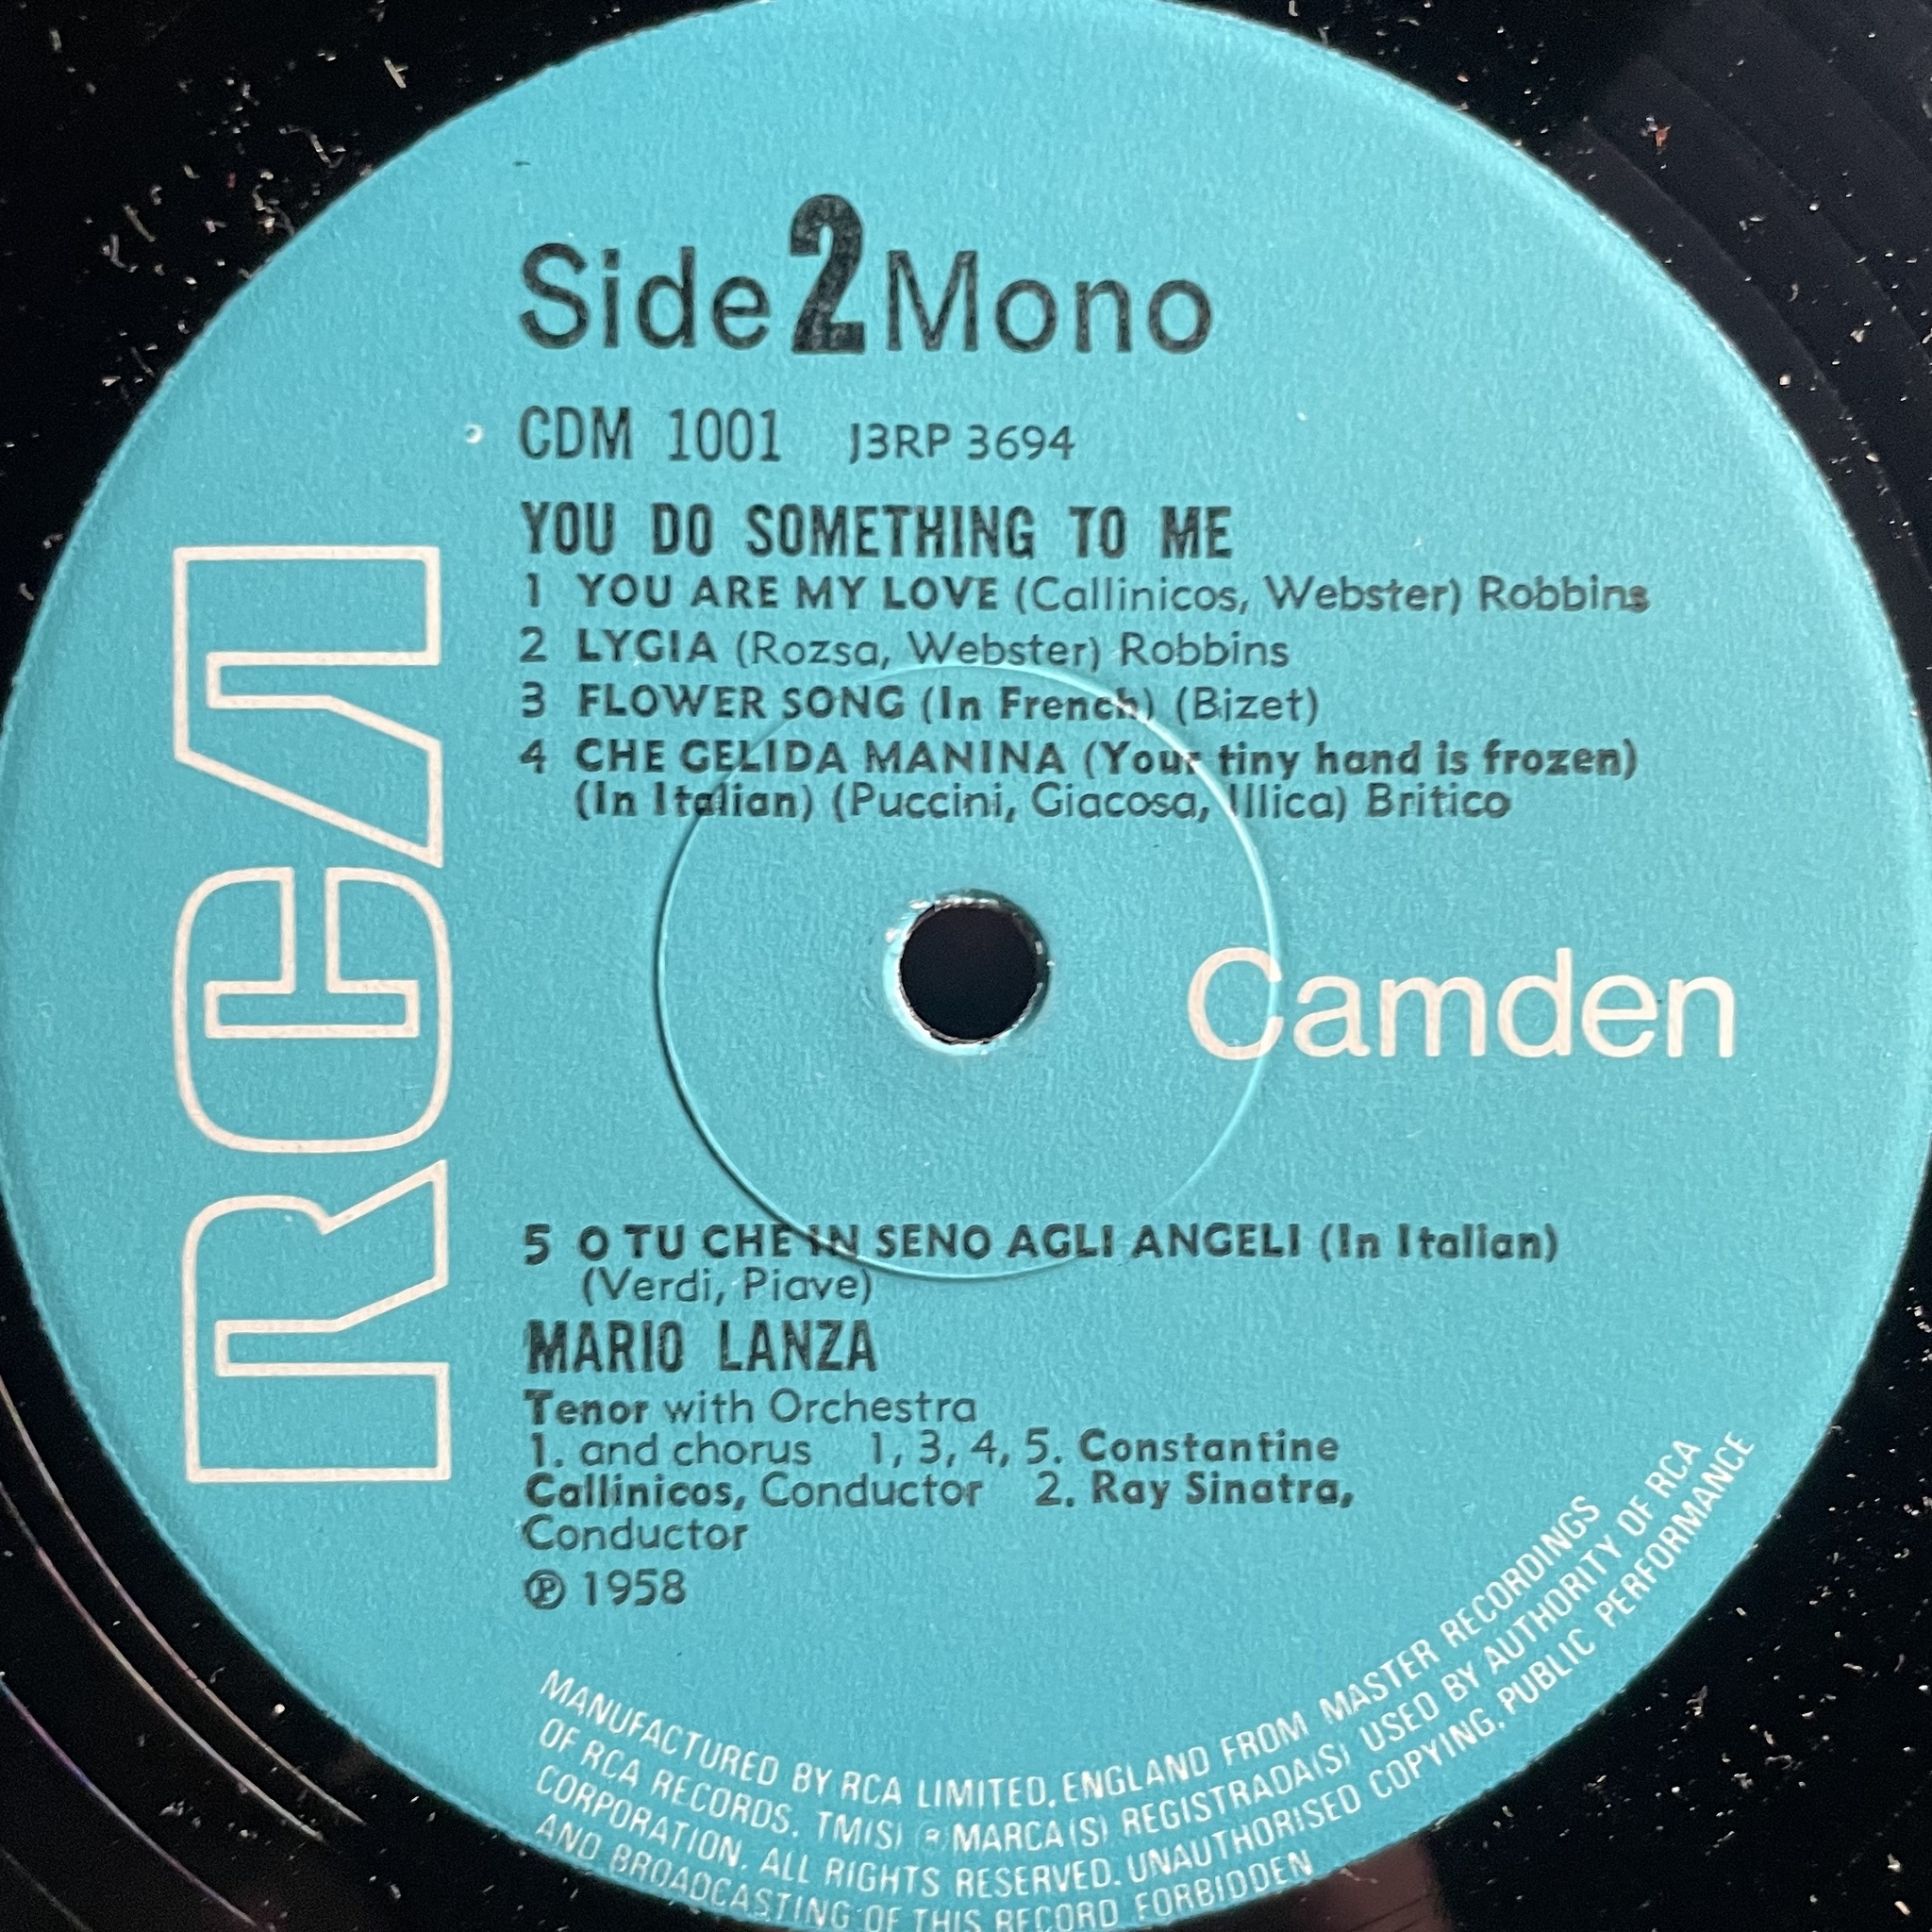 Side 2 Mono
CDM 1001 J3RP 3694
YOU DO SOMETHING TO ME
1 YOU ARE MY LOVE (Callinicos, Webster) Robbins
2 LYGIA (Rozsa, Webster) Robbins
3 FLOWER SONG (In French) (Bizet)
4 CHE GELIDA MANINA (Your tiny hand is frozen)
(In Italian) (Puccini, Giacosa, Illica) Britico
RCA
Camden
5 O TU CHE IN SENO AGLI ANGELI (In Italian)
(Verdi, Piave)
MARIO LANZA
Tenor with Orchestra
1. and chorus 1, 3, 4, 5. Constantine
Callinicos, Conductor 2. Ray Sinatra,
Conductor
℗ 1958
MANUFACTURED BY RCA LIMITED, ENGLAND FROM MASTER RECORDINGS
OF RCA RECORDS. TM(S) ® MARCA(S) REGISTRADA(S) USED BY AUTHORITY OF RCA
CORPORATION. ALL RIGHTS RESERVED. UNAUTHORISED COPYING, PUBLIC PERFORMANCE
AND BROADCASTING OF THIS RECORD FORBIDDEN